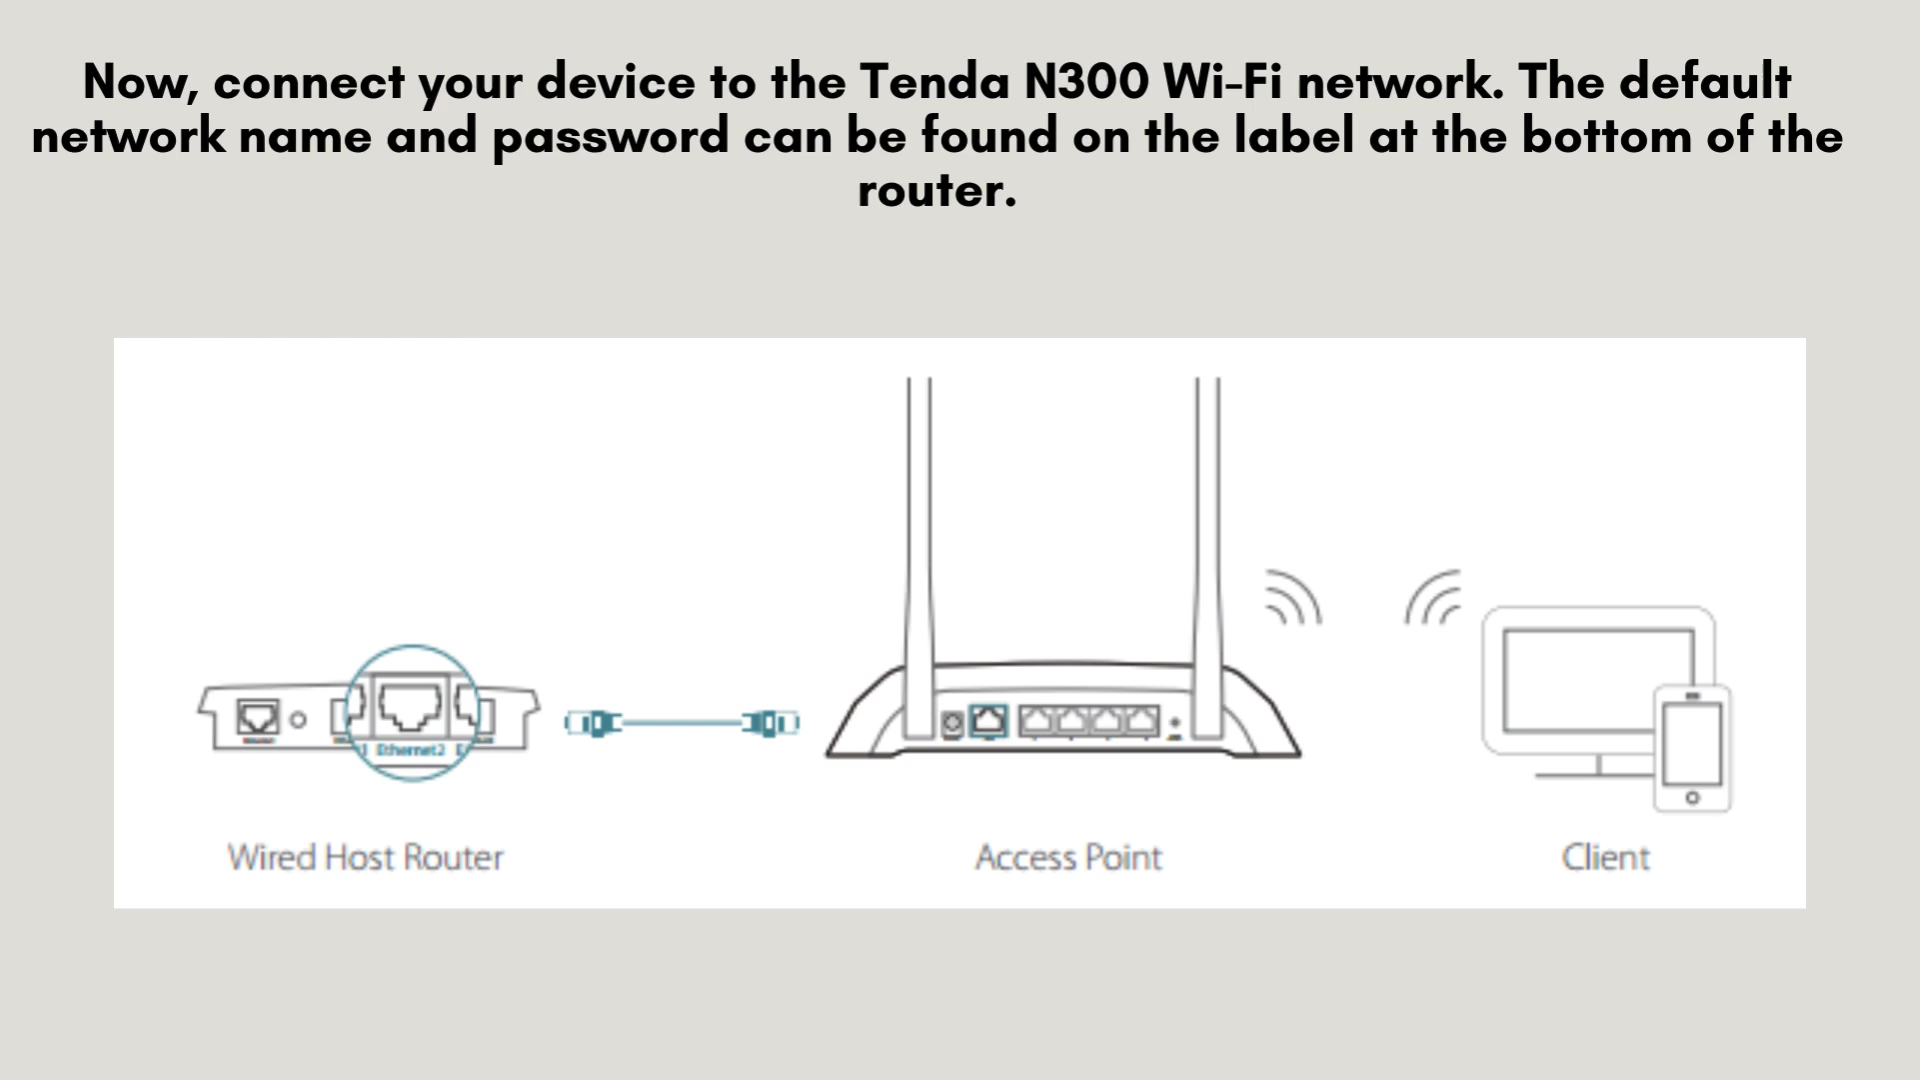 Now, connect your device to the Tenda N300 Wi-Fi network. The default
network name and password can be found on the label at the bottom of the
router.
Ethernet2
Wired Host Router
Access Point
Client